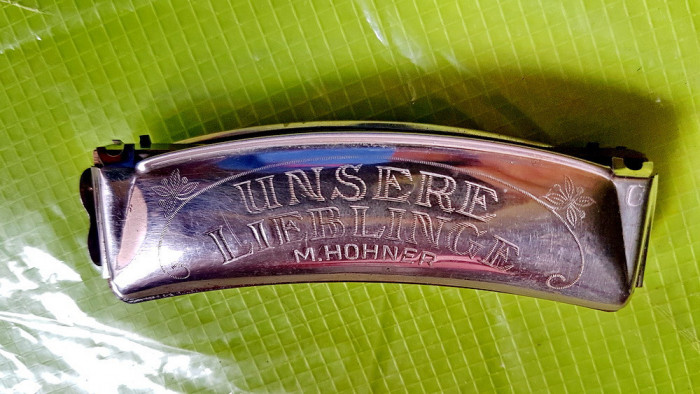 UNSERE
LIEBLINGE
M. HOHNER
C